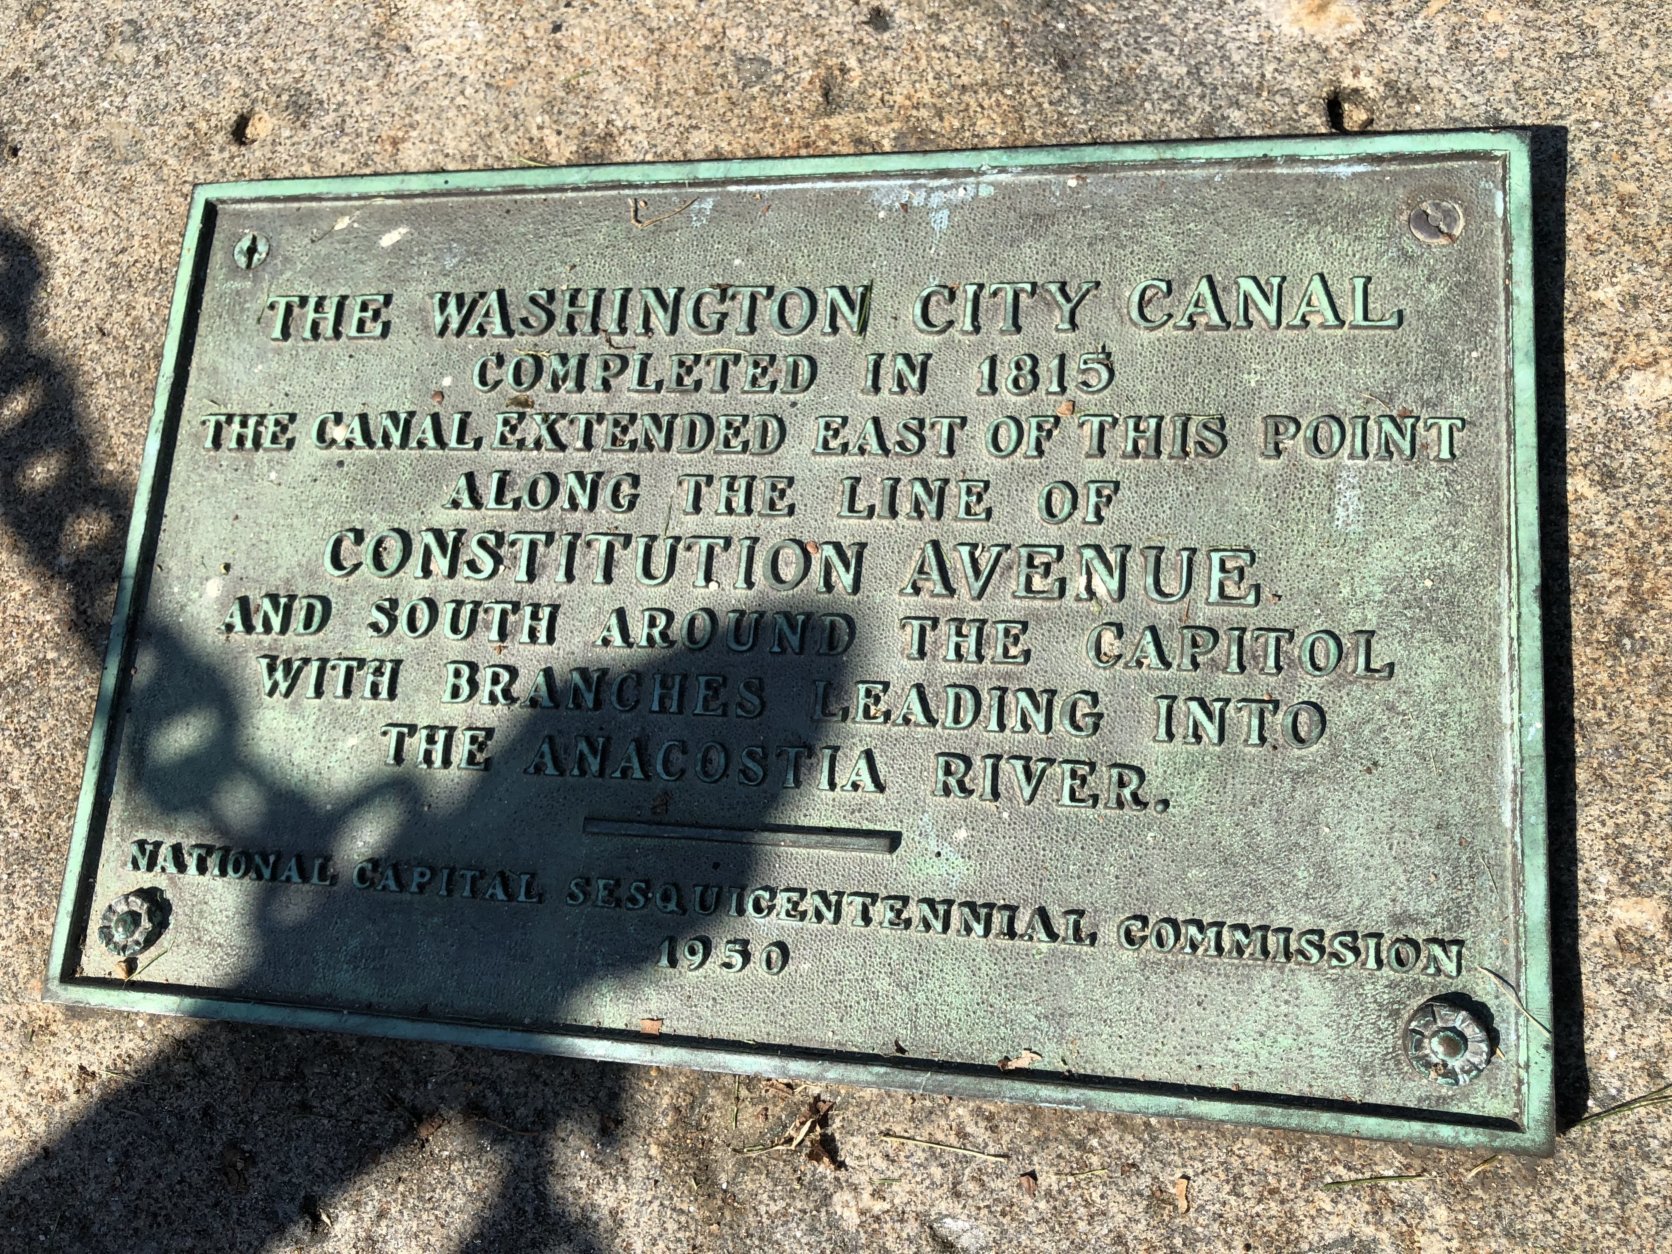 THE WASHINGTON CITY CANAL
COMPLETED IN 1815
THE CANAL EXTENDED EAST OF THIS POINT
ALONG THE LINE OF
CONSTITUTION AVENUE
AND SOUTH AROUND THE CAPITOL
WITH BRANCHES LEADING INTO
THE ANACOSTIA RIVER.
NATIONAL CAPITAL SESQUICENTENNIAL COMMISSION
1950